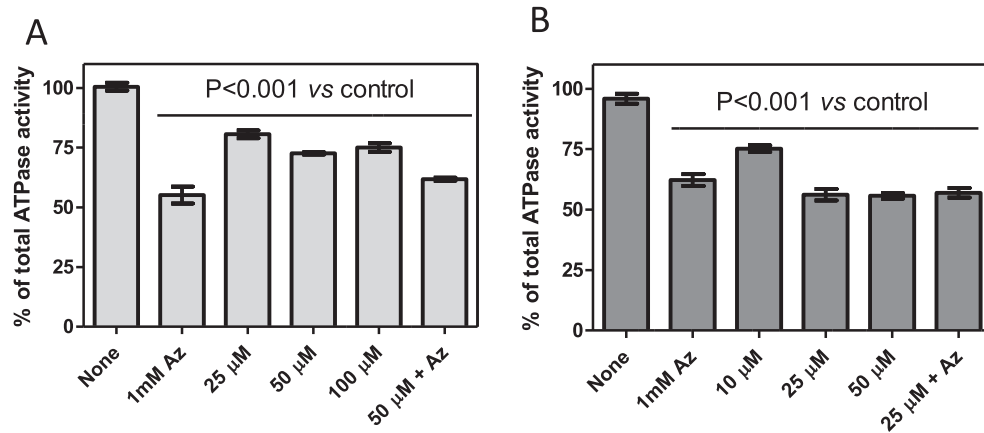 A
% of total ATPase activity
100
75
50
25
0
P<0.001 vs control
None
1mM Az
25 µM
50 µM
100 µM
50 µM + Az
B
% of total ATPase activity
100
75
50
25
0
P<0.001 vs control
None
1mM Az
10 µM
25 µM
50 µM
25 µM + Az